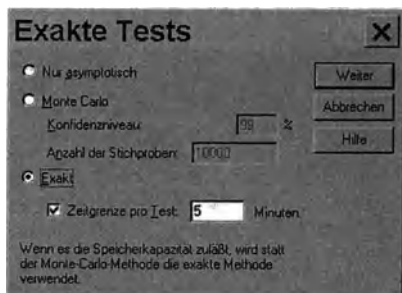 Exakte Tests
Nur asymptotisch
Weiter
Monte Carlo
Abbrechen
Konfidenzniveau: 99 %
Hilfe
Anzahl der Stichproben: 10000
Exakt
Zeitgrenze pro Test: 5 Minuten
Wenn es die Speicherkapazität zuläßt, wird statt
der Monte-Carlo-Methode die exakte Methode
verwendet.